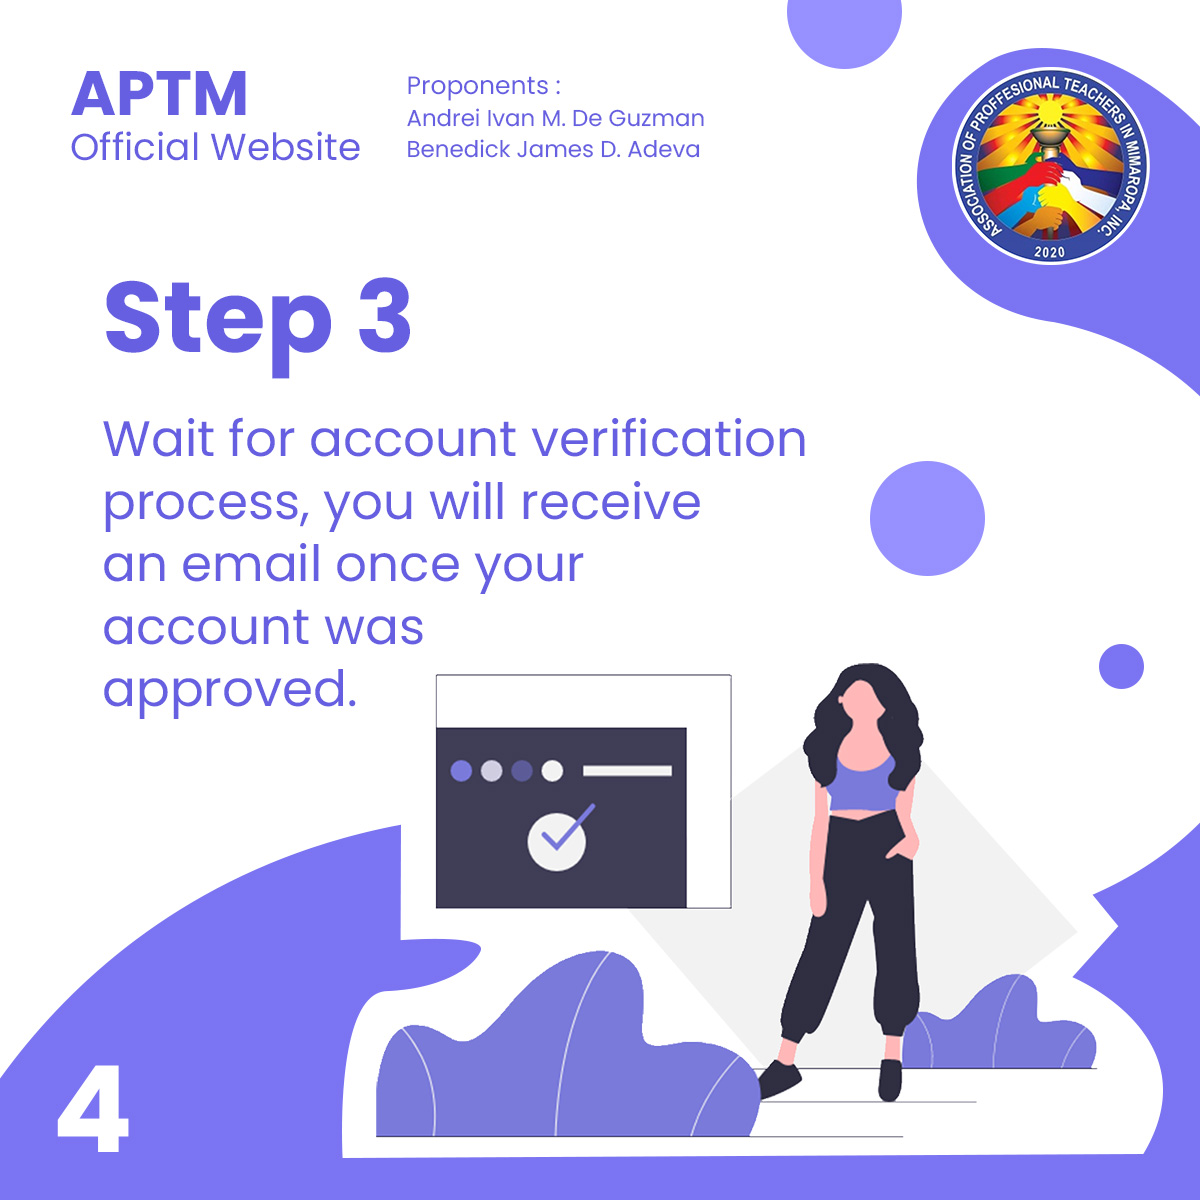 APTM
Official Website
Proponents :
Andrei Ivan M. De Guzman
Benedick James D. Adeva
ASSOCIATION OF PROFFESIONAL TEACHERS IN MIMAROPA, INC.
2020
Step 3
Wait for account verification
process, you will receive
an email once your
account was
approved.
4